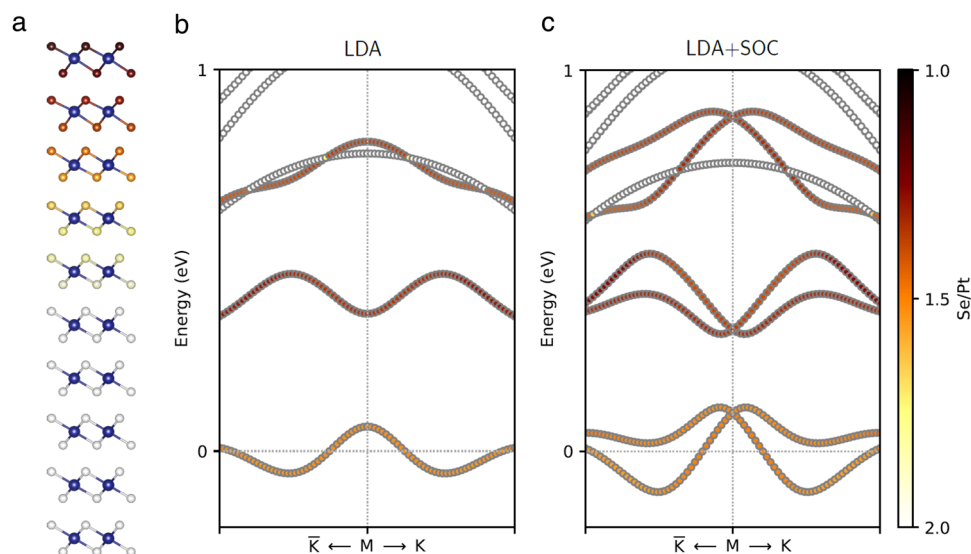 a
b
c
LDA
LDA+SOC
1
0
Energy (eV)
K ⟵ M ⟶ K
1
0
Energy (eV)
K ⟵ M ⟶ K
1.0
1.5
2.0
Se/Pt